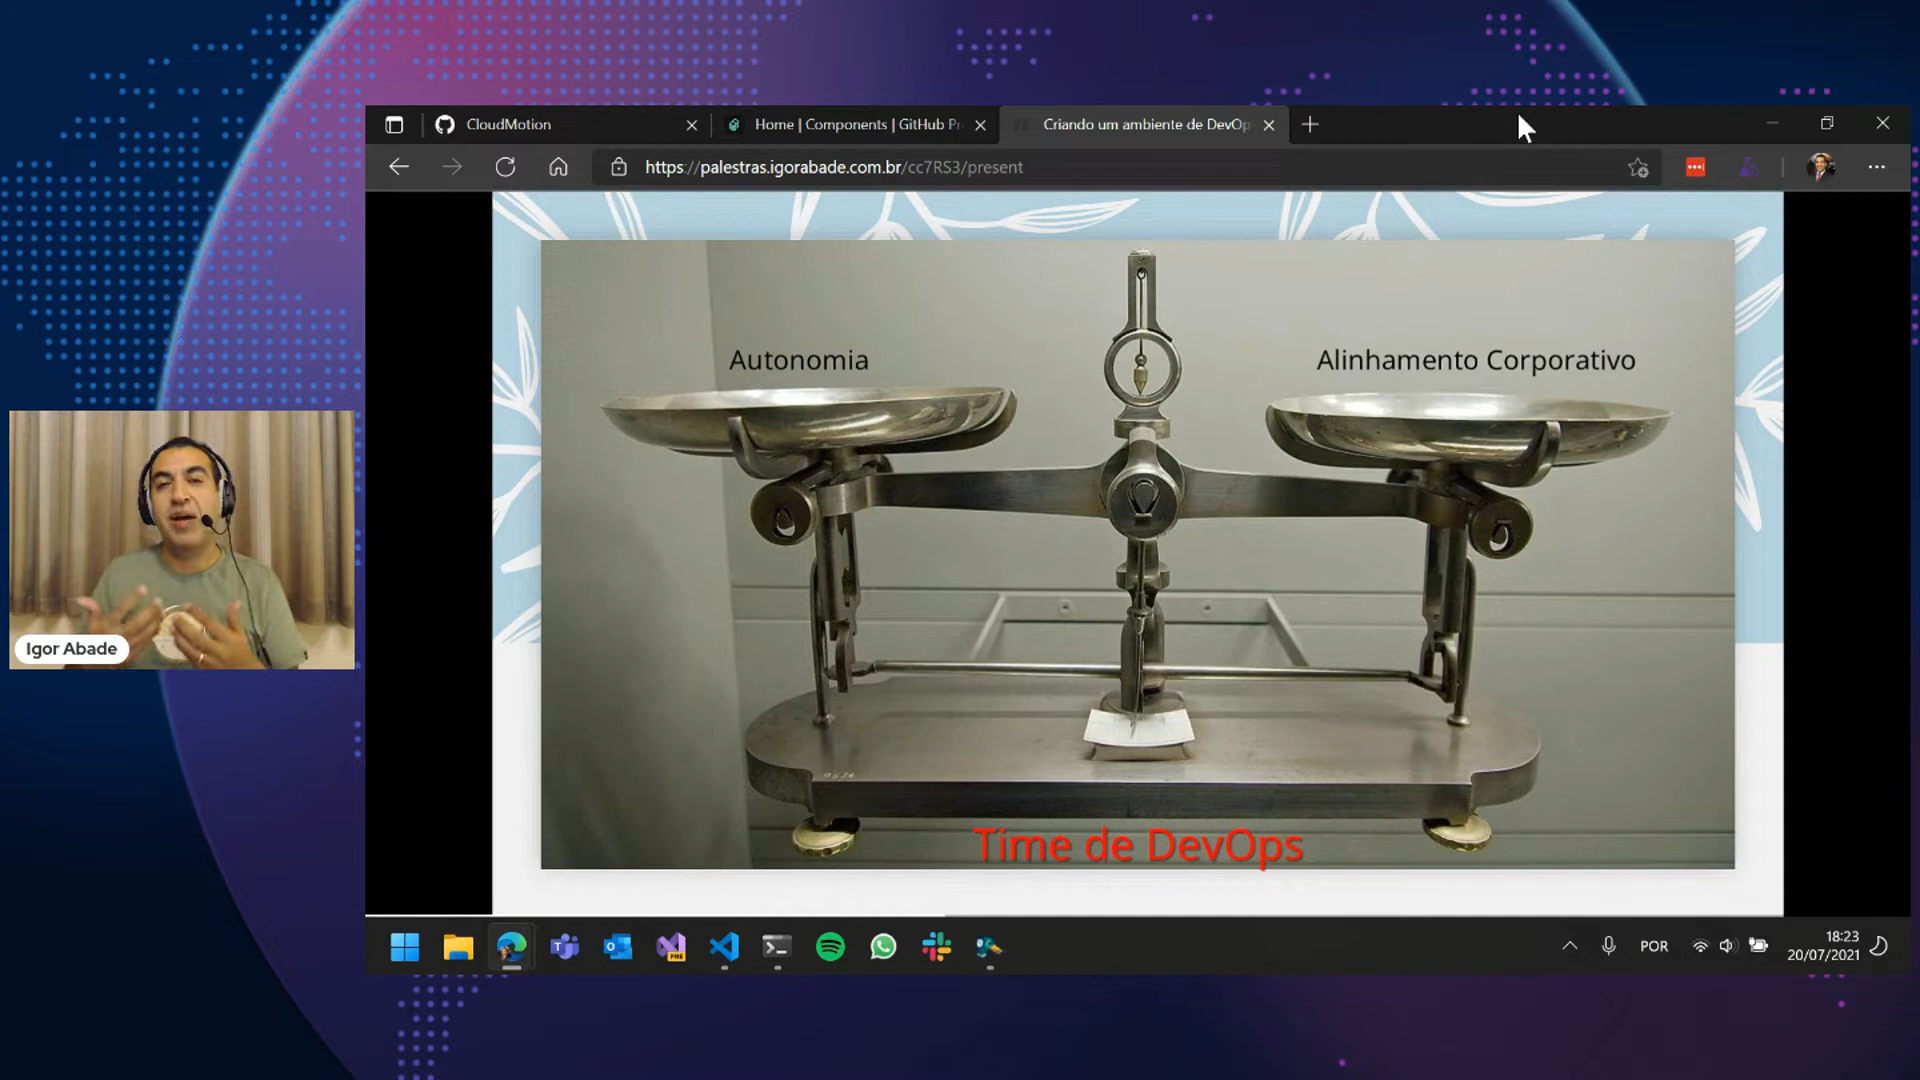 CloudMotion
Home | Components | GitHub Pr
Criando um ambiente de DevOp
https://palestras.igorabade.com.br/cc7RS3/present
Autonomia
Alinhamento Corporativo
Igor Abade
Time de DevOps
POR
18:23
20/07/2021